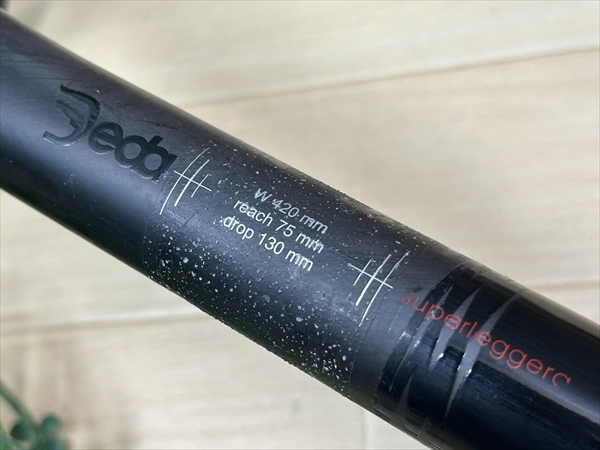 Deda
W 420 mm
reach 75 mm
drop 130 mm
superleggera